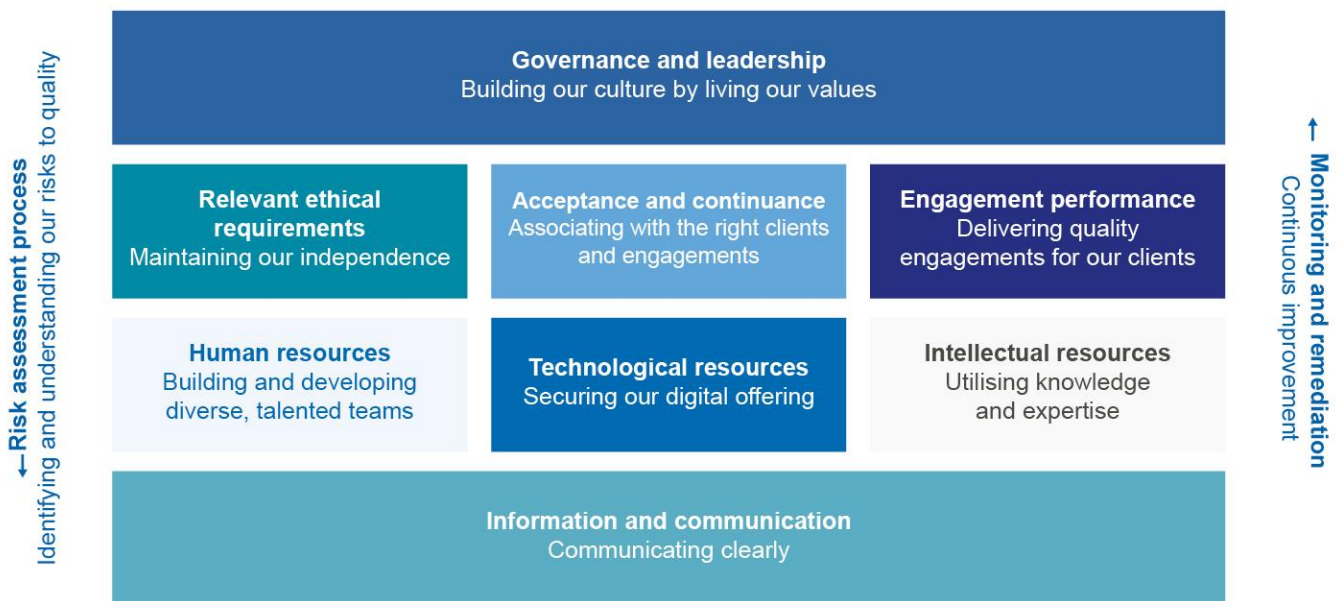 ←Risk assessment process
Identifying and understanding our risks to quality
Governance and leadership
Building our culture by living our values
Relevant ethical
requirements
Maintaining our independence
Acceptance and continuance
Associating with the right clients
and engagements
Engagement performance
Delivering quality
engagements for our clients
Human resources
Building and developing
diverse, talented teams
Technological resources
Securing our digital offering
Intellectual resources
Utilising knowledge
and expertise
Information and communication
Communicating clearly
← Monitoring and remediation
Continuous improvement